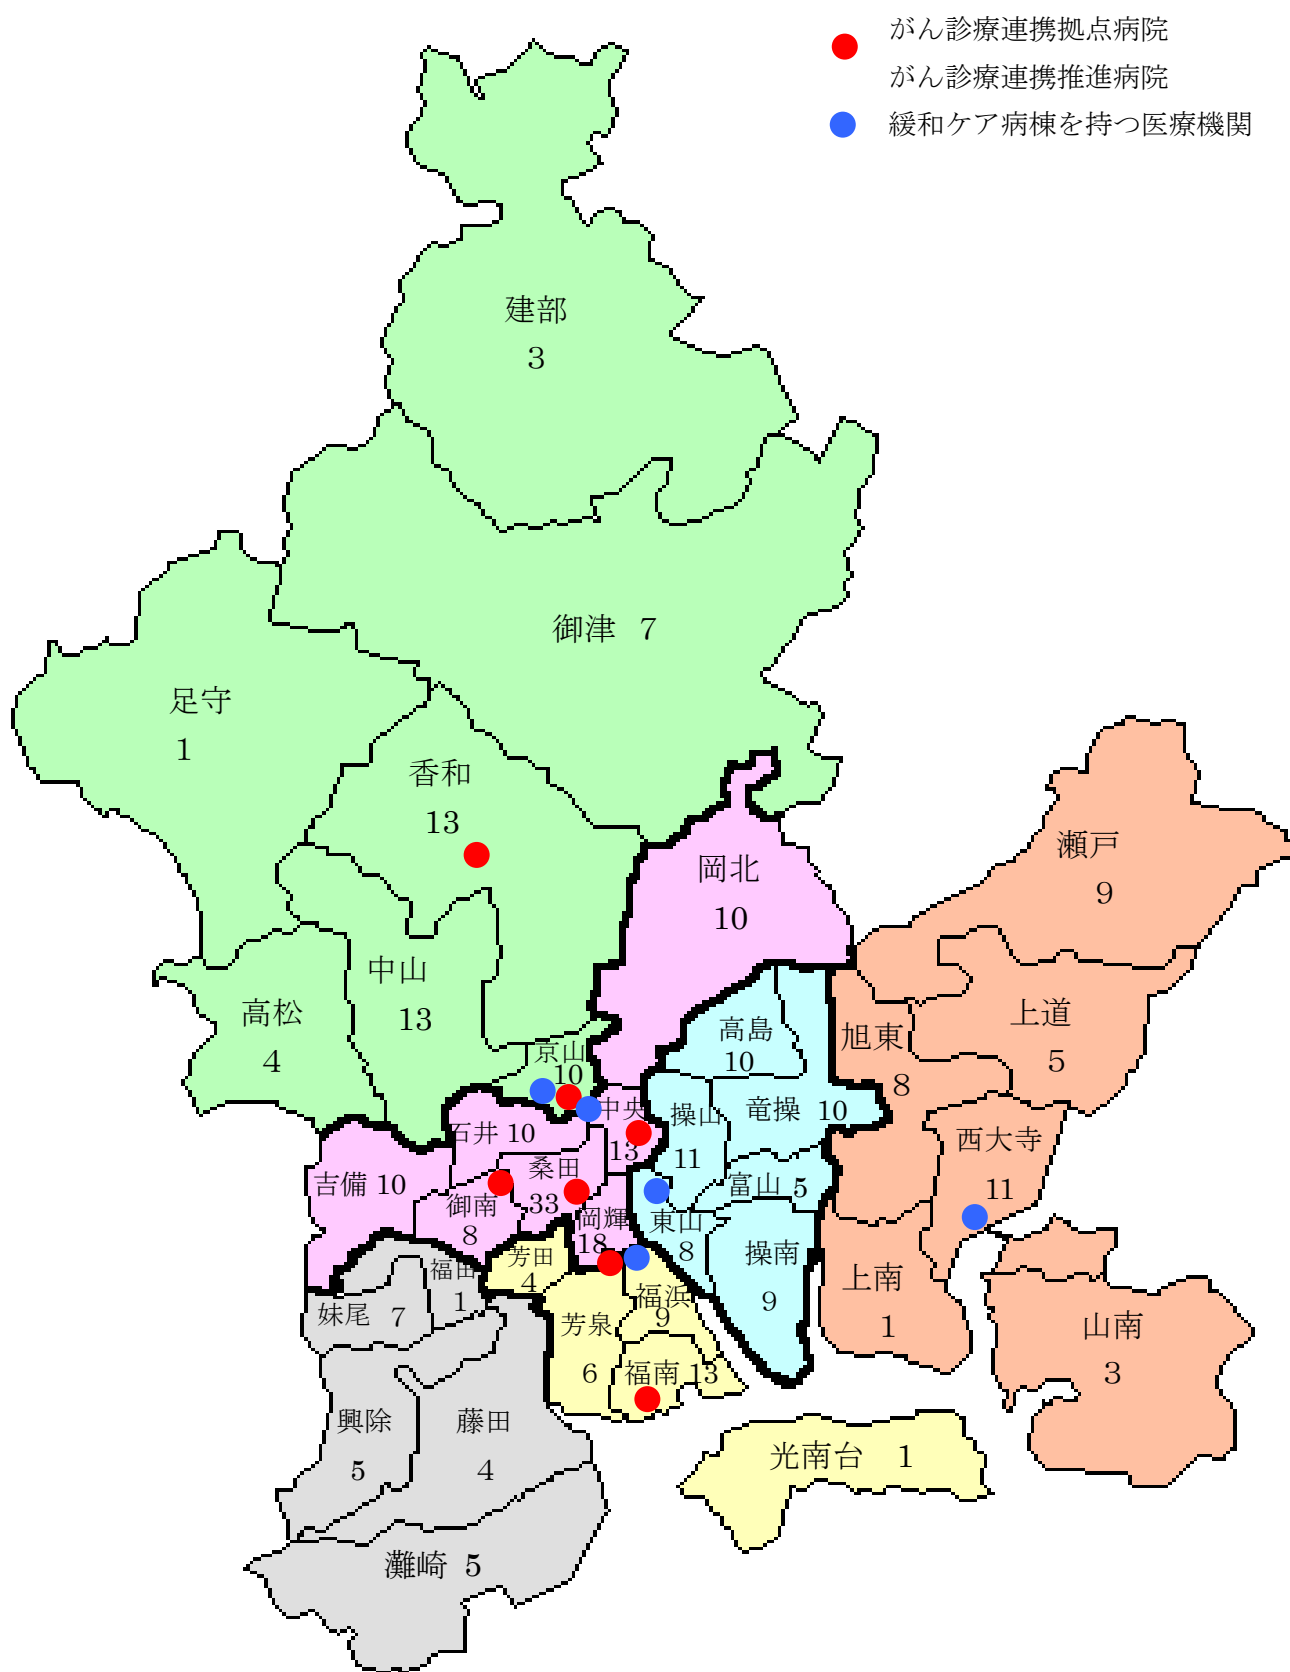 がん診療連携拠点病院
がん診療連携推進病院
緩和ケア病棟を持つ医療機関
建部
3
御津 7
足守
1
香和
13
岡北
10
瀬戸
9
中山
13
高松
4
上道
5
高島
10
旭東
8
京山
10
中央
13
操山
11
竜操 10
西大寺
11
石井 10
桑田
33
吉備 10
御南
8
富山 5
岡輝
18
東山
8
操南
9
芳田
4
福田
1
上南
1
妹尾 7
福浜
9
芳泉
6
山南
3
福南 13
興除
5
藤田
4
光南台 1
灘崎 5